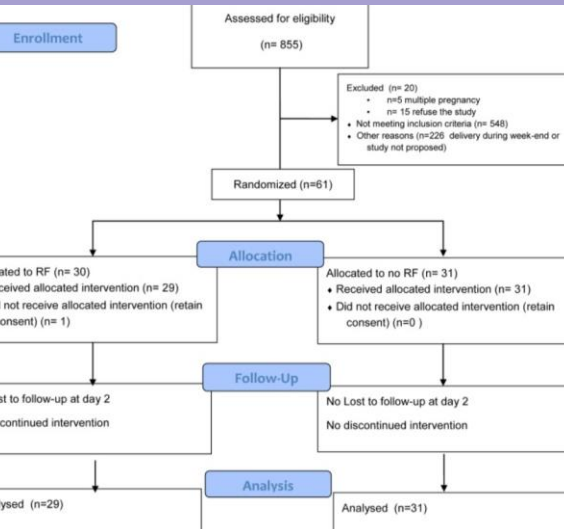 Assessed for eligibility
(n= 855)
Enrollment
Excluded (n= 20)
• n=5 multiple pregnancy
• n= 15 refuse the study
• Not meeting inclusion criteria (n= 548)
• Other reasons (n=226 delivery during week-end or
study not proposed)
Randomized (n=61)
Allocation
ated to RF (n= 30)
ceived allocated intervention (n= 29)
not receive allocated intervention (retain
onsent) (n= 1)
Allocated to no RF (n= 31)
♦ Received allocated intervention (n= 31)
♦ Did not receive allocated intervention (retain
consent) (n=0 )
Follow-Up
st to follow-up at day 2
continued intervention
No Lost to follow-up at day 2
No discontinued intervention
Analysis
lysed (n=29)
Analysed (n=31)